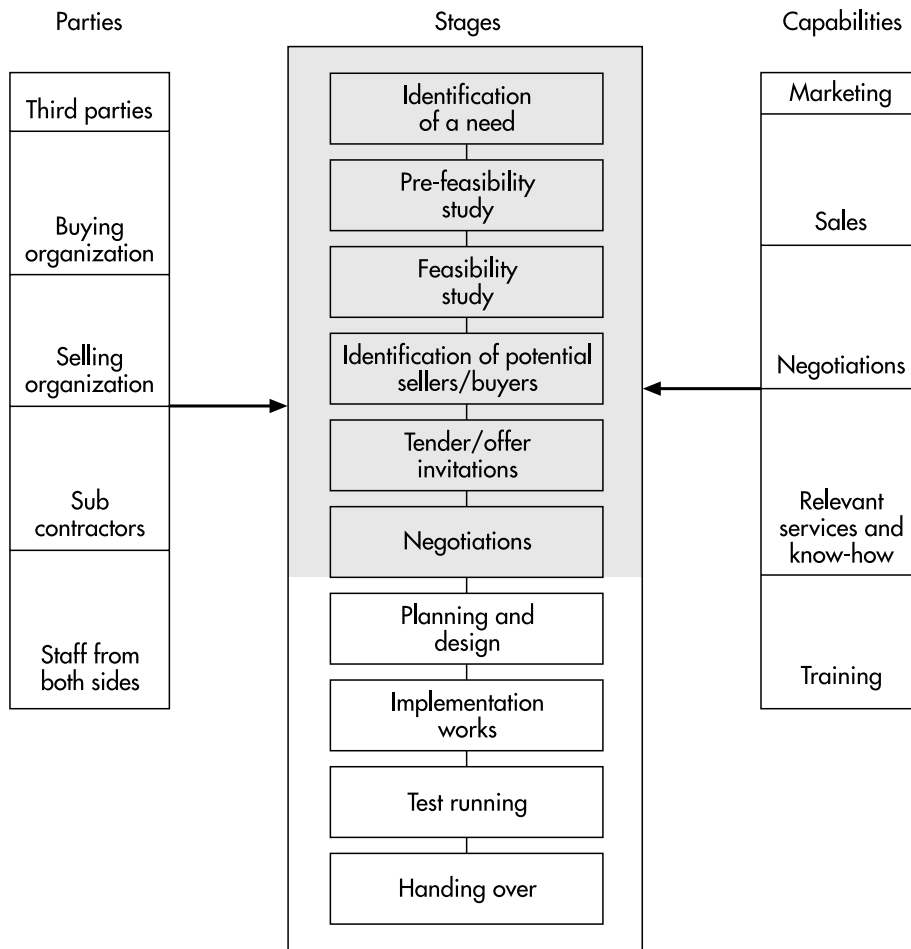 Parties
Third parties
Buying
organization
Selling
organization
Sub
contractors
Staff from
both sides
Stages
Identification
of a need
Pre-feasibility
study
Feasibility
study
Identification of potential
sellers/buyers
Tender/offer
invitations
Negotiations
Planning and
design
Implementation
works
Test running
Handing over
Capabilities
Marketing
Sales
Negotiations
Relevant
services and
know-how
Training